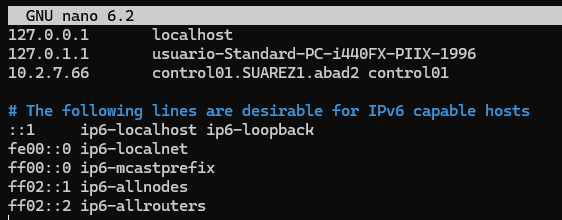 GNU nano 6.2
127.0.0.1 localhost
127.0.1.1 usuario-Standard-PC-i440FX-PIIX-1996
10.2.7.66 control01.SUAREZ1.abad2 control01
# The following lines are desirable for IPv6 capable hosts
::1 ip6-localhost ip6-loopback
fe00::0 ip6-localnet
ff00::0 ip6-mcastprefix
ff02::1 ip6-allnodes
ff02::2 ip6-allrouters